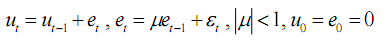 u_t = u_{t-1} + e_t , e_t = μe_{t-1} + ε_t , |μ| < 1, u_0 = e_0 = 0